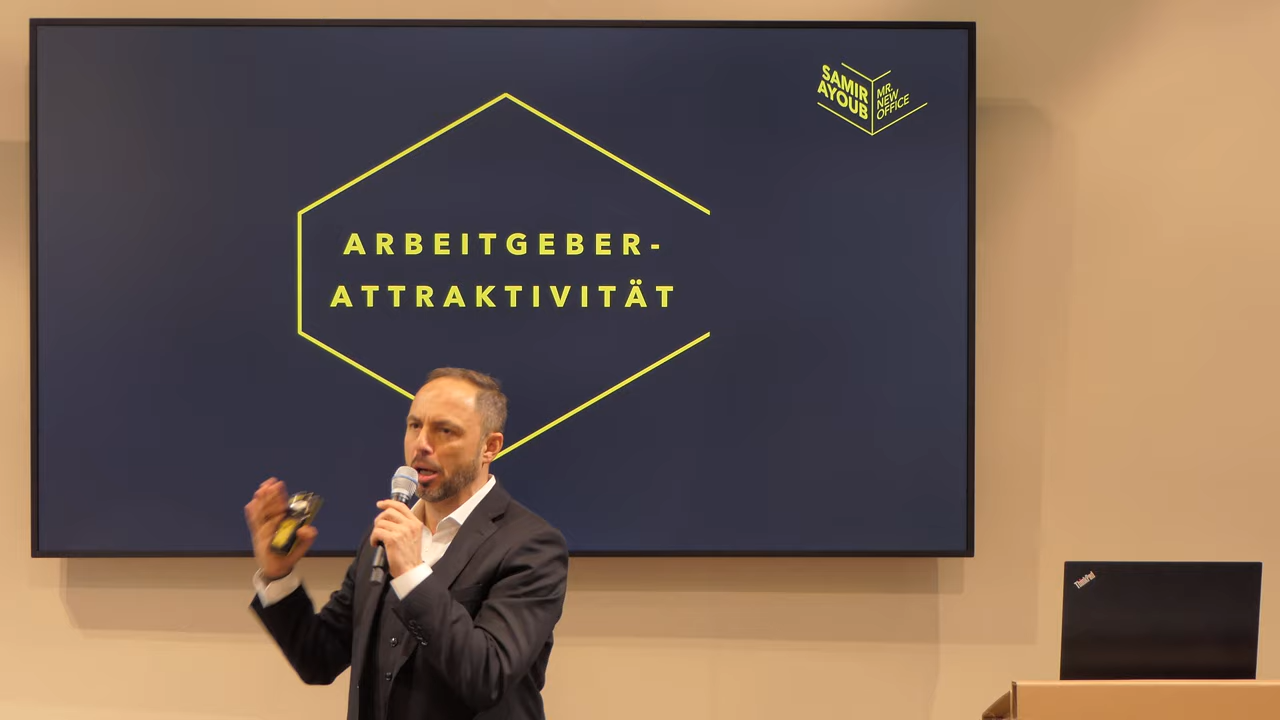 SAMIR
AYOUB
MR.
NEW
OFFICE
ARBEITGEBER-
ATTRAKTIVITÄT
ThinkPad